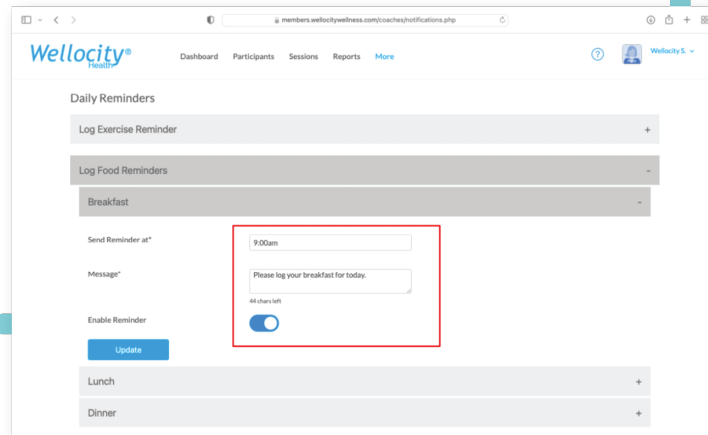 members.wellocitywellness.com/coaches/notifications.php
Wellocity®
Health
Dashboard Participants Sessions Reports More
?
Wellocity S.
Daily Reminders
Log Exercise Reminder +
Log Food Reminders -
Breakfast -
Send Reminder at* 9:00am
Message* Please log your breakfast for today.
44 chars left
Enable Reminder
Update
Lunch +
Dinner +